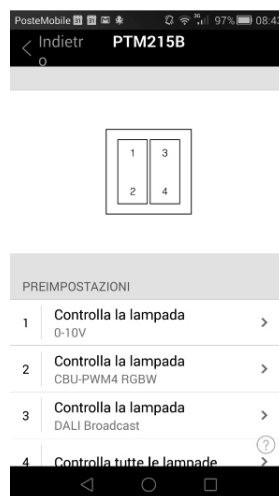 PosteMobile 97% 08:43
Indietro PTM215B
1 3
2 4
PREIMPOSTAZIONI
1 Controlla la lampada
0-10V
2 Controlla la lampada
CBU-PWM4 RGBW
3 Controlla la lampada
DALI Broadcast
?
4 Controlla tutte le lampade